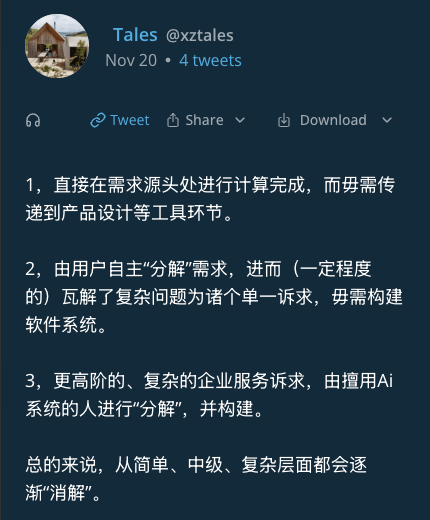 Tales @xztales
Nov 20 • 4 tweets
Tweet Share Download
1，直接在需求源头处进行计算完成，而毋需传
递到产品设计等工具环节。
2，由用户自主“分解”需求，进而（一定程度
的）瓦解了复杂问题为诸个单一诉求，毋需构建
软件系统。
3，更高阶的、复杂的企业服务诉求，由擅用Ai
系统的人进行“分解”，并构建。
总的来说，从简单、中级、复杂层面都会逐
渐“消解”。